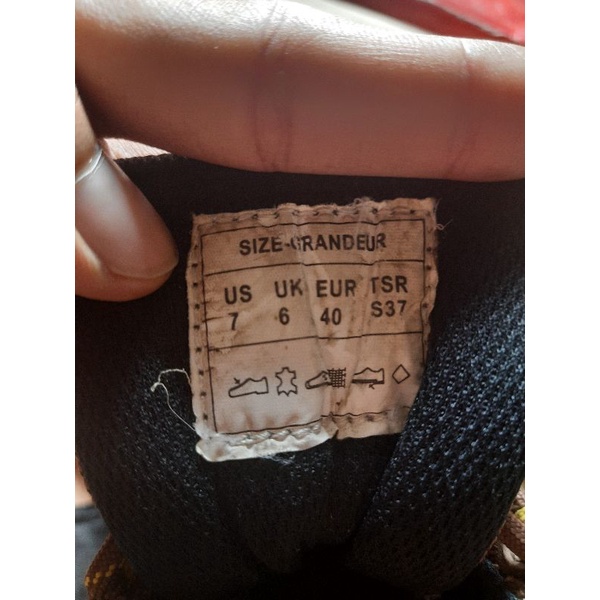 SIZE-GRANDEUR
US UK EUR TSR
7 6 40 S37